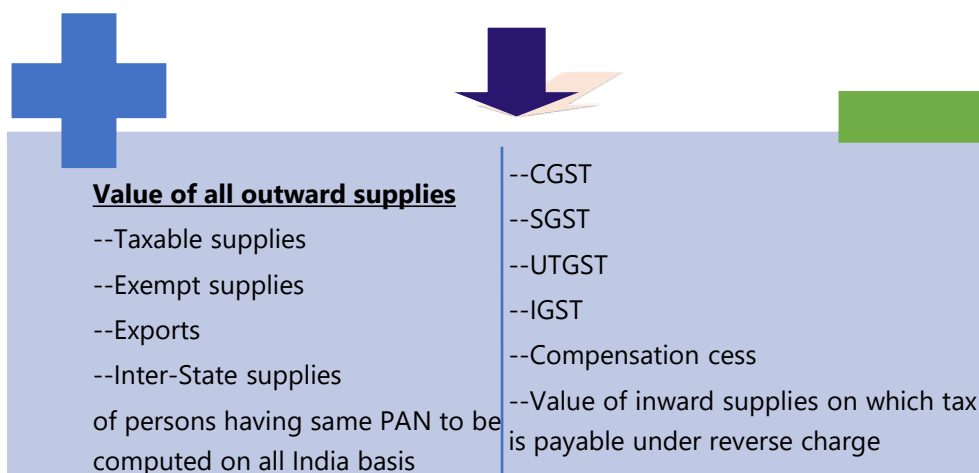 Value of all outward supplies
--Taxable supplies
--Exempt supplies
--Exports
--Inter-State supplies
of persons having same PAN to be
computed on all India basis
--CGST
--SGST
--UTGST
--IGST
--Compensation cess
--Value of inward supplies on which tax
is payable under reverse charge